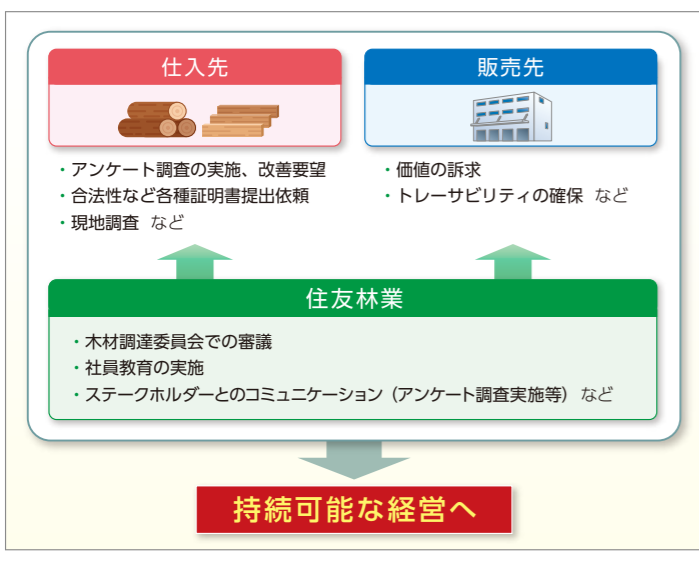 仕入先
・アンケート調査の実施、改善要望
・合法性など各種証明書提出依頼
・現地調査 など
販売先
・価値の訴求
・トレーサビリティの確保 など
住友林業
・木材調達委員会での審議
・社員教育の実施
・ステークホルダーとのコミュニケーション（アンケート調査実施等） など
持続可能な経営へ